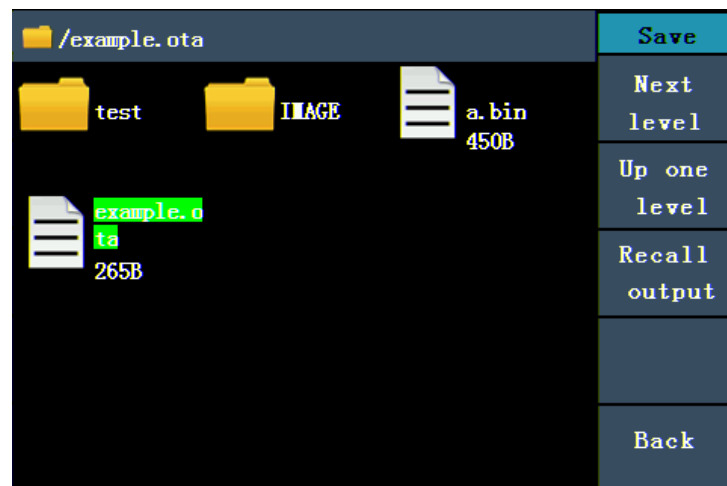 /example.ota
test
IMAGE
a.bin
450B
example.o
ta
265B
Save
Next
level
Up one
level
Recall
output
Back